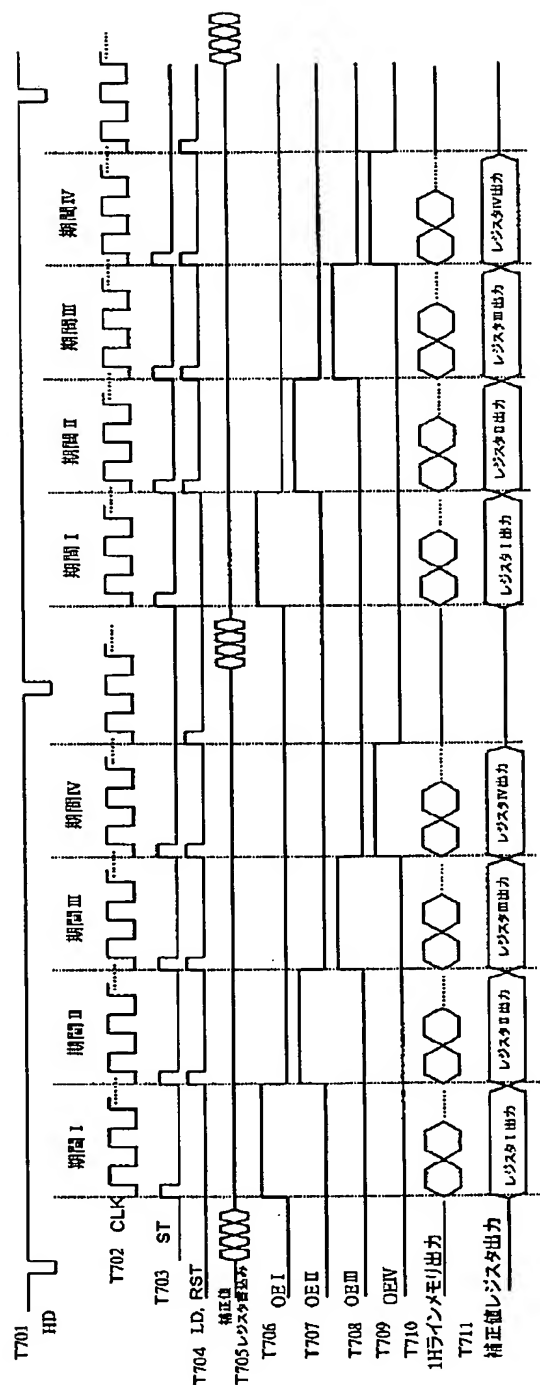 T701
HD
期間 I
期間 II
期間 III
期間 IV
期間 I
期間 II
期間 III
期間 IV
T702 CLK
T703 ST
T704 LD, RST
補正値
T705 レジスタ書込み
T706 OE I
T707 OE II
T708 OE III
T709 OE IV
T710
1Hラインメモリ出力
T711
補正値レジスタ出力
レジスタ I 出力
レジスタ II 出力
レジスタ III 出力
レジスタ IV 出力
レジスタ I 出力
レジスタ II 出力
レジスタ III 出力
レジスタ IV 出力